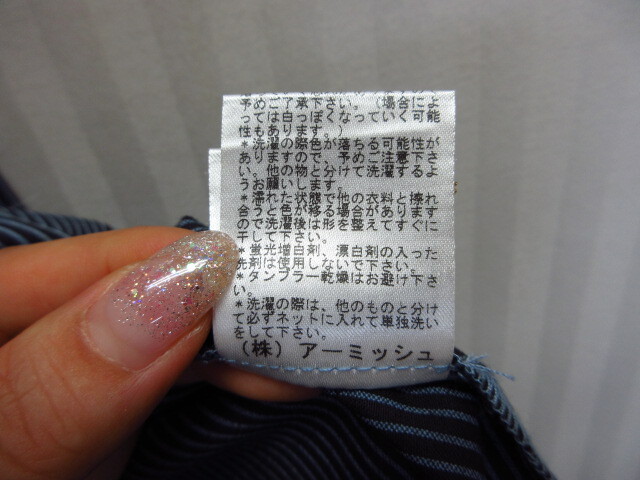 予めご了承下さい。(場合によ
っては白っぽくなっていく可能
性もあります。)
*洗濯の際色が落ちる可能性が
ありますので、予めご注意下さ
い。他の物と分けて洗濯するよ
うお願いします。
*濡れた状態で他の衣料と擦れ
合うと色が移る場合があります
ので洗濯後は形を整えてすぐに
干して下さい。
*蛍光増白剤、漂白剤の入った
洗剤は使用しないで下さい。
*タンブラー乾燥はお避け下さ
い。
*洗濯の際は、他のものと分け
て必ずネットに入れて単独洗い
をして下さい。
(株)アーミッシュ